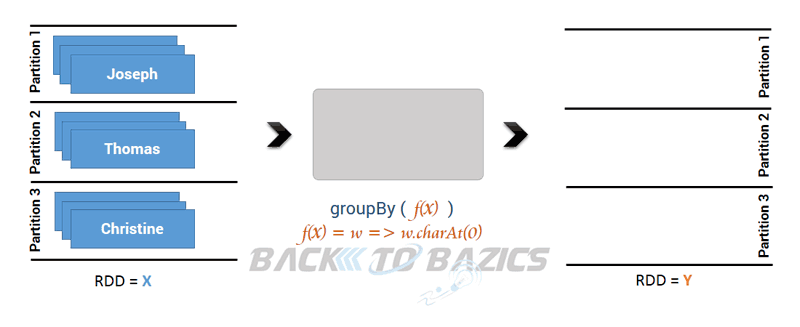 Partition 1
Joseph
Partition 2
Thomas
Partition 3
Christine
RDD = X
groupBy ( f(x) )
f(x) = w => w.charAt(0)
BACK TO BAZICS
Partition 1
Partition 2
Partition 3
RDD = Y